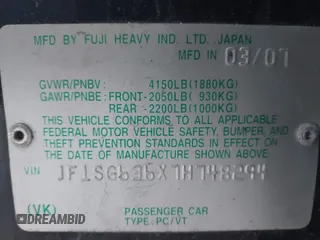 MFD BY FUJI HEAVY IND. LTD. JAPAN
MFD IN 03/07
GVWR/PNBV: 4150LB(1880KG)
GAWR/PNBE: FRONT-2050LB( 930KG)
REAR -2200LB(1000KG)
THIS VEHICLE CONFORMS TO ALL APPLICABLE
FEDERAL MOTOR VEHICLE SAFETY, BUMPER, AND
THEFT PREVENTION STANDARDS IN EFFECT ON THE
DATE OF MANUFACTURE SHOWN ABOVE.
VIN
(VK)
PASSENGER CAR
TYPE: PC/VT
DREAMBID